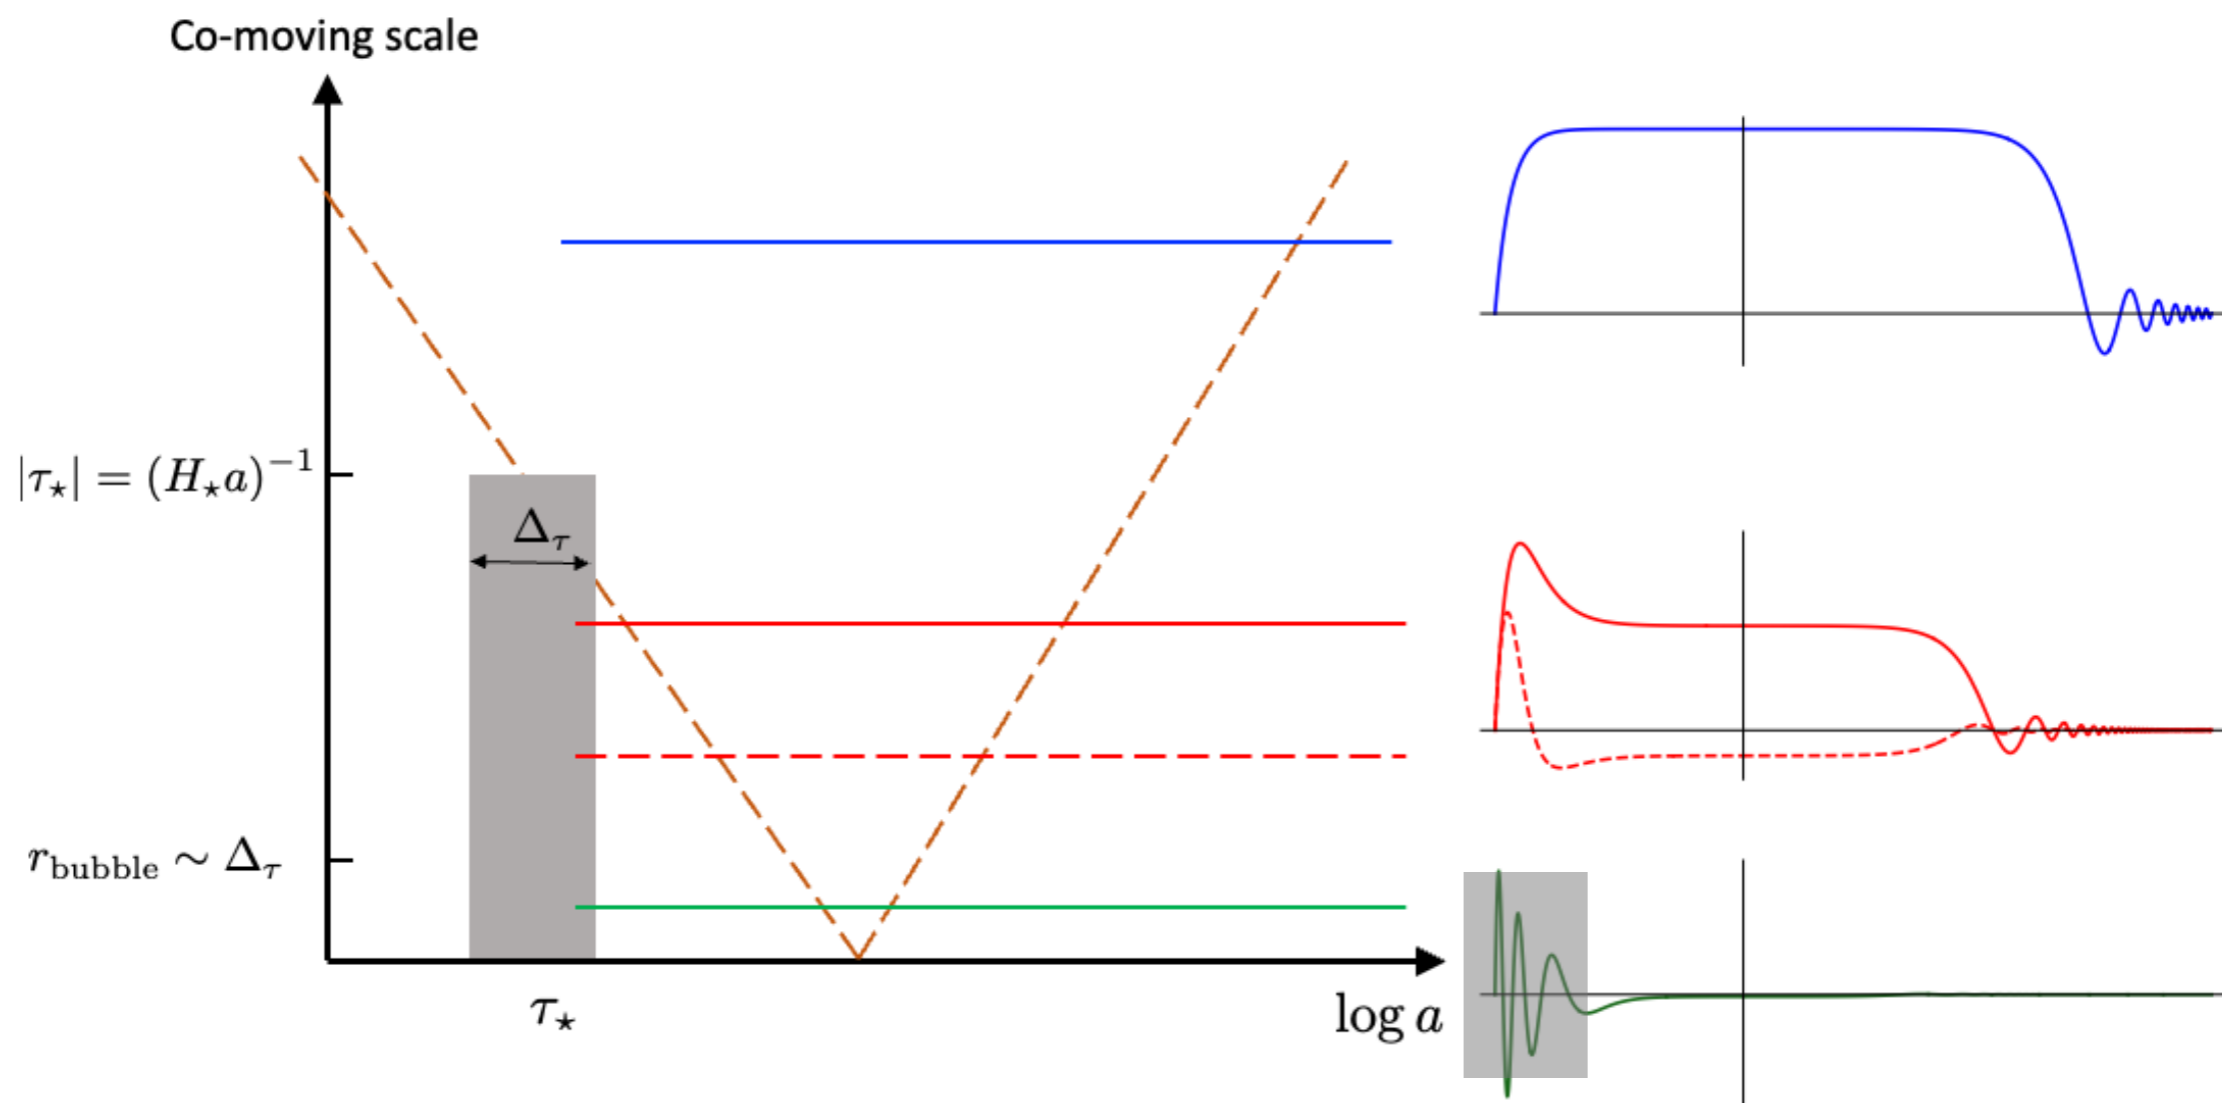 Co-moving scale
|τ⋆| = (H⋆a)⁻¹
Δτ
r_bubble ~ Δτ
τ⋆
log a